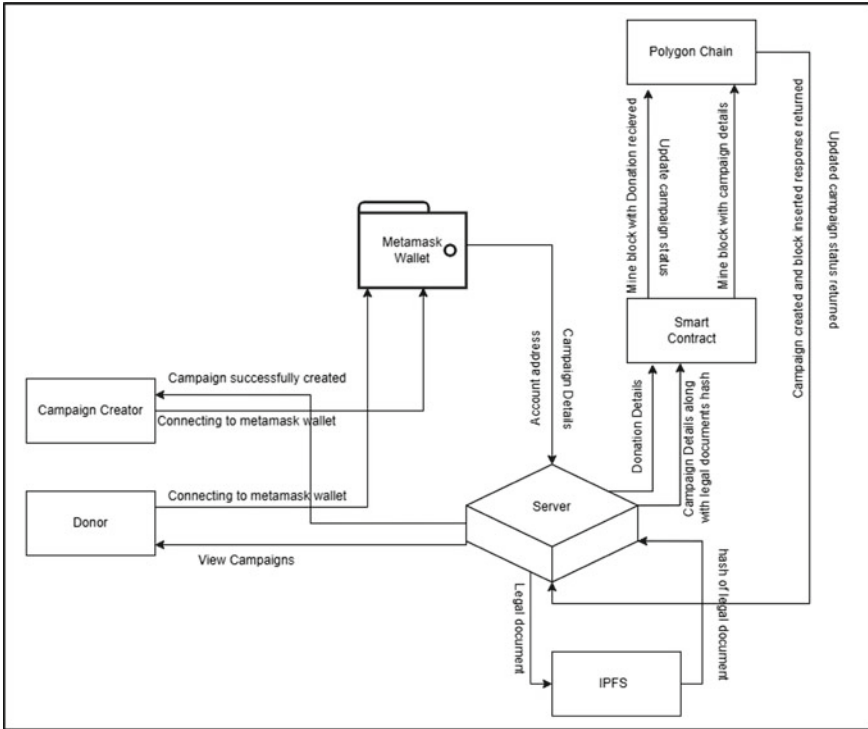 Polygon Chain
Mine block with Donation recieved
Update campaign status
Mine block with campaign details
Campaign created and block inserted response returned
Updated campaign status returned
Metamask
Wallet
Smart
Contract
Account address
Campaign Details
Donation Details
Campaign Details along
with legal documents hash
Campaign successfully created
Campaign Creator
Connecting to metamask wallet
Connecting to metamask wallet
Donor
View Campaigns
Server
Legal document
hash of legal document
IPFS